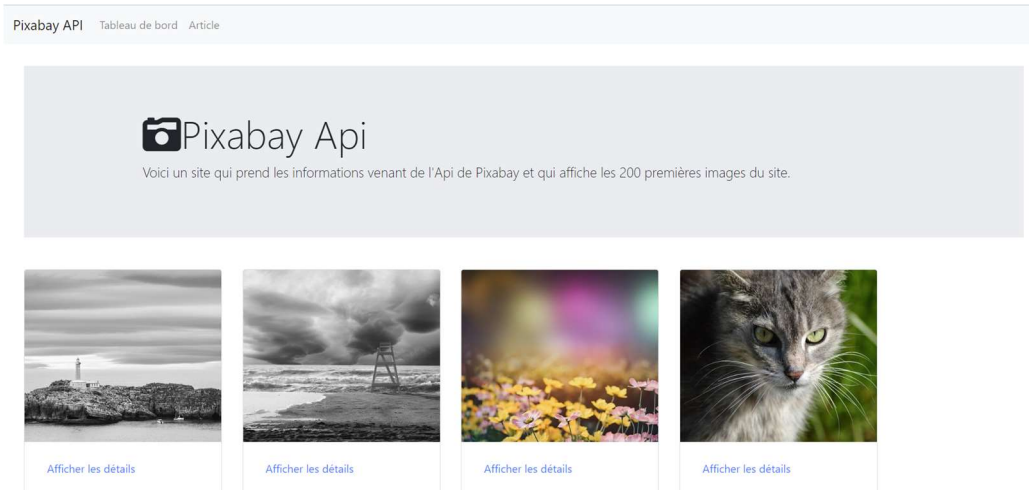 Pixabay API Tableau de bord Article
Pixabay Api
Voici un site qui prend les informations venant de l'Api de Pixabay et qui affiche les 200 premières images du site.
Afficher les détails Afficher les détails Afficher les détails Afficher les détails